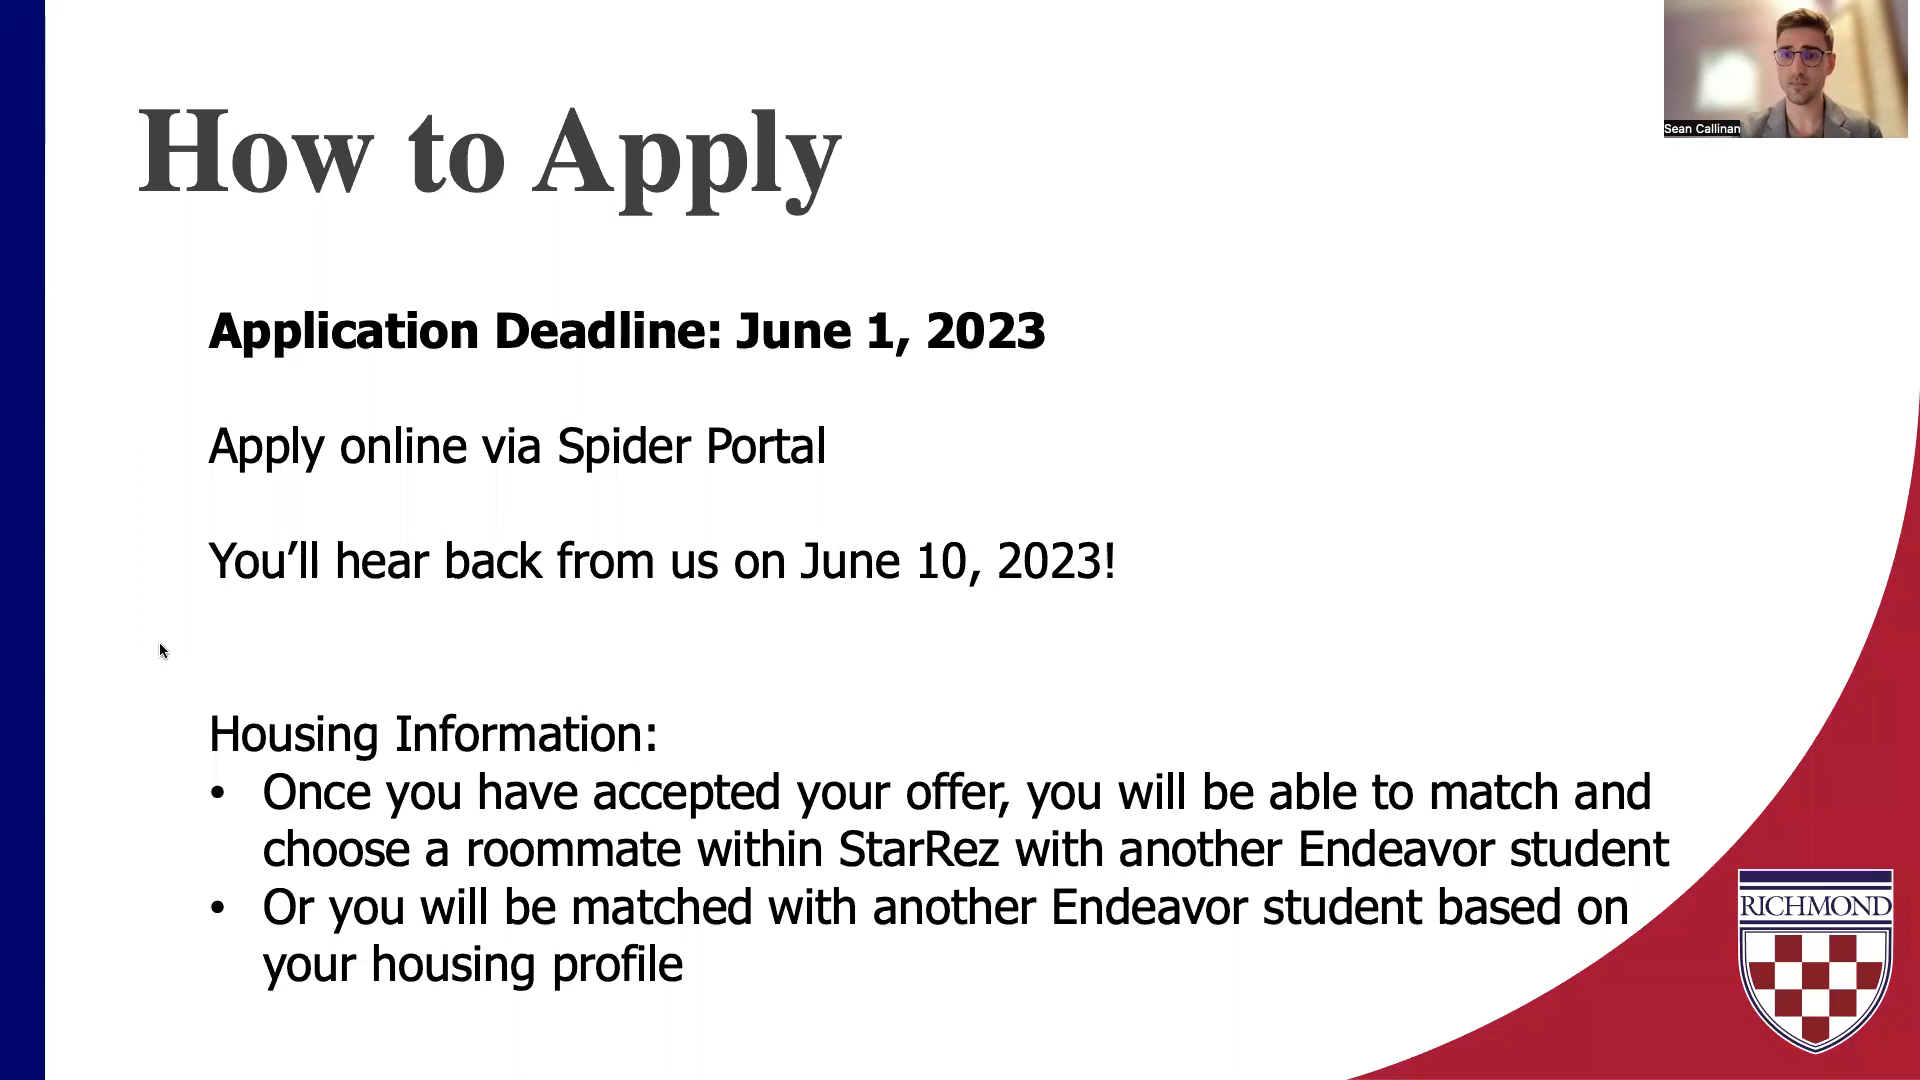 How to Apply
Sean Callinan
Application Deadline: June 1, 2023
Apply online via Spider Portal
You’ll hear back from us on June 10, 2023!
Housing Information:
• Once you have accepted your offer, you will be able to match and
choose a roommate within StarRez with another Endeavor student
• Or you will be matched with another Endeavor student based on
your housing profile
RICHMOND